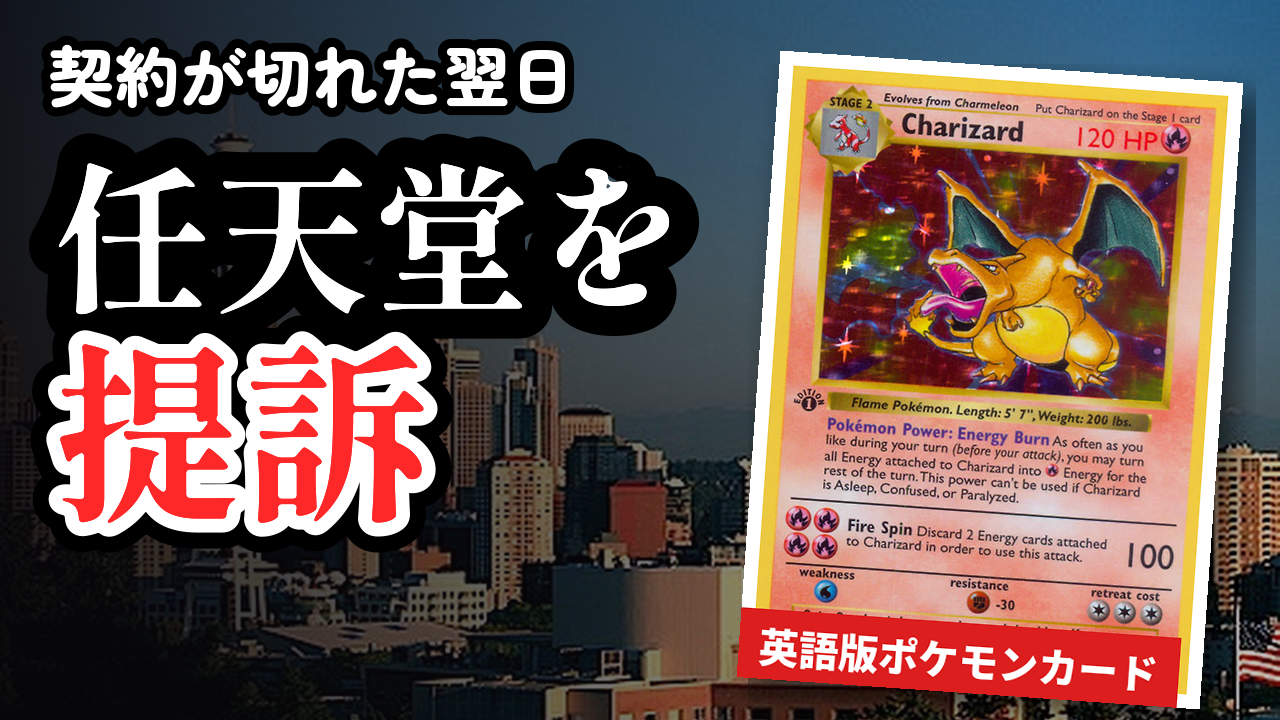 契約が切れた翌日
任天堂を
提訴
STAGE 2
Evolves from Charmeleon
Put Charizard on the Stage 1 card
Charizard
120 HP
EDITION
1
Flame Pokémon. Length: 5' 7", Weight: 200 lbs.
Pokémon Power: Energy Burn As often as you
like during your turn (before your attack), you may turn
all Energy attached to Charizard into Energy for the
rest of the turn. This power can't be used if Charizard
is Asleep, Confused, or Paralyzed.
Fire Spin Discard 2 Energy cards attached
to Charizard in order to use this attack.
100
weakness
resistance
retreat cost
-30
英語版ポケモンカード